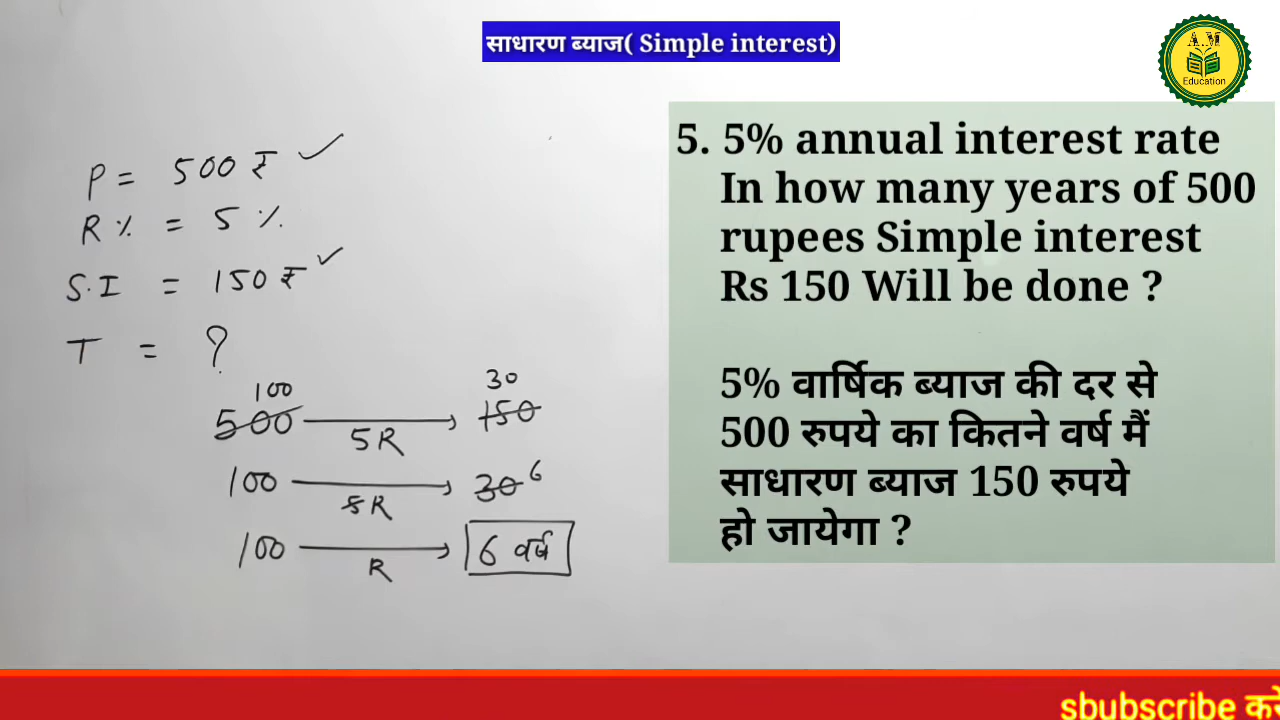 साधारण ब्याज( Simple interest)
A..M
Education
P = 500 ₹ ✓
R % = 5 %.
S.I = 150 ₹ ✓
T = ?
100 30
500 → 150
5R
100 → 30 6
5R
100 → 6 वर्ष
R
5. 5% annual interest rate
In how many years of 500
rupees Simple interest
Rs 150 Will be done ?
5% वार्षिक ब्याज की दर से
500 रुपये का कितने वर्ष मैं
साधारण ब्याज 150 रुपये
हो जायेगा ?
sbubscribe करे